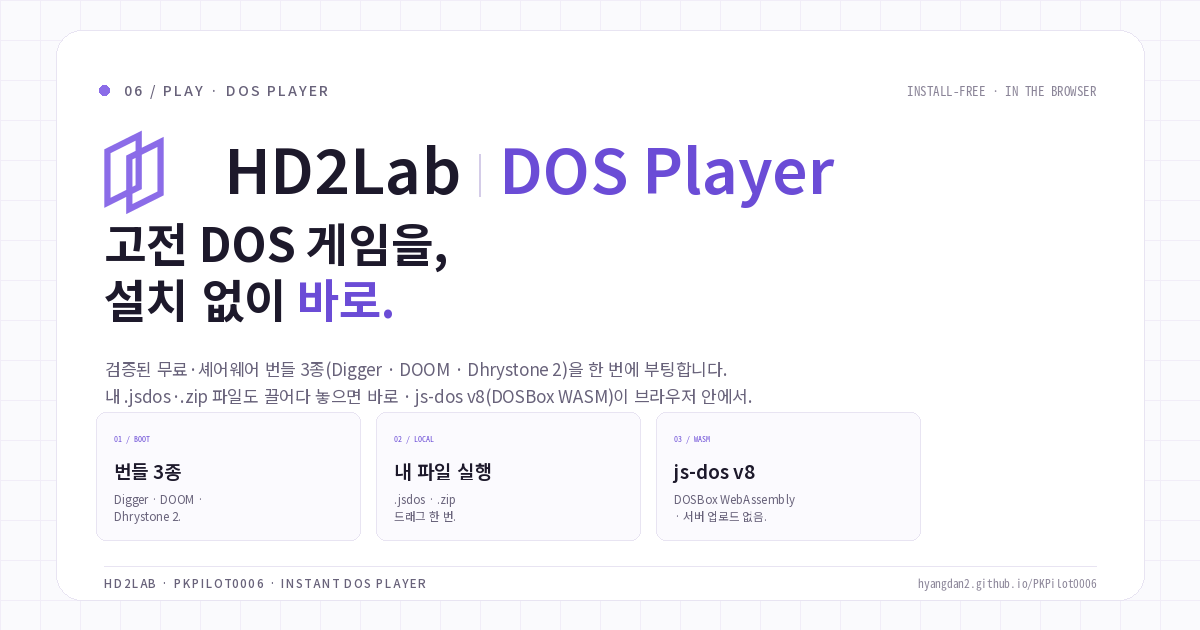 06 / PLAY · DOS PLAYER
INSTALL-FREE · IN THE BROWSER
HD2Lab | DOS Player
고전 DOS 게임을,
설치 없이 바로.
검증된 무료·셰어웨어 번들 3종(Digger · DOOM · Dhrystone 2)을 한 번에 부팅합니다.
내 .jsdos·.zip 파일도 끌어다 놓으면 바로 · js-dos v8(DOSBox WASM)이 브라우저 안에서.
01 / BOOT
번들 3종
Digger · DOOM ·
Dhrystone 2.
02 / LOCAL
내 파일 실행
.jsdos · .zip
드래그 한 번.
03 / WASM
js-dos v8
DOSBox WebAssembly
· 서버 업로드 없음.
HD2LAB · PKPILOT0006 · INSTANT DOS PLAYER
hyangdan2.github.io/PKPilot0006